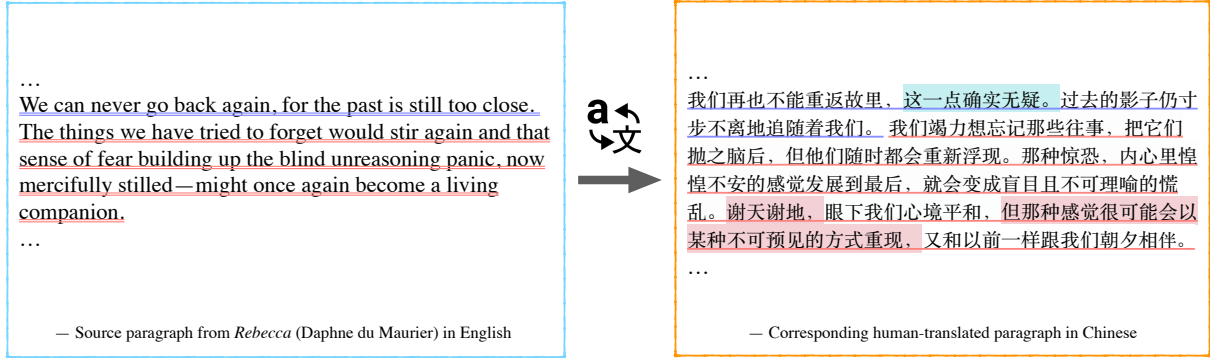 ...
We can never go back again, for the past is still too close.
The things we have tried to forget would stir again and that
sense of fear building up the blind unreasoning panic, now
mercifully stilled—might once again become a living
companion.
...
— Source paragraph from Rebecca (Daphne du Maurier) in English
a
文
...
我们再也不能重返故里，这一点确实无疑。过去的影子仍寸
步不离地追随着我们。 我们竭力想忘记那些往事，把它们
抛之脑后，但他们随时都会重新浮现。那种惊恐，内心里惶
惶不安的感觉发展到最后，就会变成盲目且不可理喻的慌
乱。谢天谢地，眼下我们心境平和，但那种感觉很可能会以
某种不可预见的方式重现，又和以前一样跟我们朝夕相伴。
...
— Corresponding human-translated paragraph in Chinese